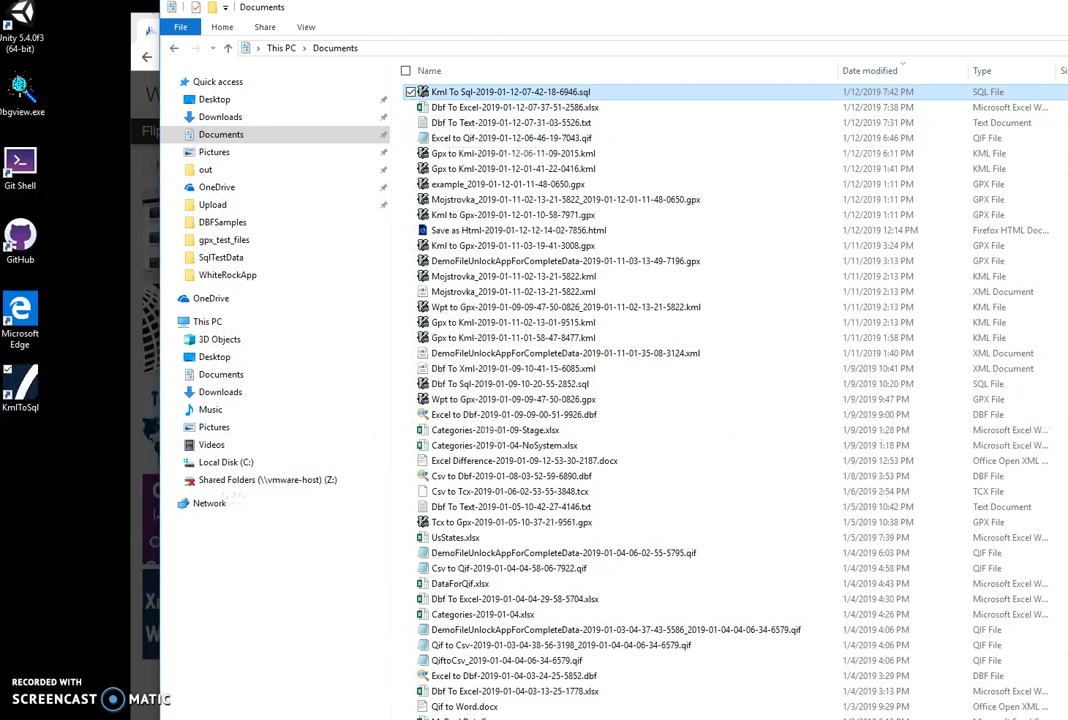 Documents
File Home Share View
This PC > Documents
Name Date modified Type Si
Quick access
Desktop
Downloads
Documents
Pictures
out
OneDrive
Upload
DBFSamples
gpx_test_files
SqlTestData
WhiteRockApp
OneDrive
This PC
3D Objects
Desktop
Documents
Downloads
Music
Pictures
Videos
Local Disk (C:)
Shared Folders (\\vmware-host) (Z:)
Network
Kml To Sql-2019-01-12-07-42-18-6946.sql 1/12/2019 7:42 PM SQL File
Dbf To Excel-2019-01-12-07-37-51-2586.xlsx 1/12/2019 7:38 PM Microsoft Excel W...
Dbf To Text-2019-01-12-07-31-03-5526.txt 1/12/2019 7:31 PM Text Document
Excel to Qif-2019-01-12-06-46-19-7043.qif 1/12/2019 6:46 PM QIF File
Gpx to Kml-2019-01-12-06-11-09-2015.kml 1/12/2019 6:11 PM KML File
Gpx to Kml-2019-01-12-01-41-22-0416.kml 1/12/2019 1:41 PM KML File
example_2019-01-12-01-11-48-0650.gpx 1/12/2019 1:11 PM GPX File
Mojstrovka_2019-01-11-02-13-21-5822_2019-01-12-01-11-48-0650.gpx 1/12/2019 1:11 PM GPX File
Kml to Gpx-2019-01-12-01-10-58-7971.gpx 1/12/2019 1:11 PM GPX File
Save as Html-2019-01-12-12-14-02-7856.html 1/12/2019 12:14 PM Firefox HTML Doc...
Kml to Gpx-2019-01-11-03-19-41-3008.gpx 1/11/2019 3:24 PM GPX File
DemoFileUnlockAppForCompleteData-2019-01-11-03-13-49-7196.gpx 1/11/2019 3:13 PM GPX File
Mojstrovka_2019-01-11-02-13-21-5822.kml 1/11/2019 2:13 PM KML File
Mojstrovka_2019-01-11-02-13-21-5822.xml 1/11/2019 2:13 PM XML Document
Wpt to Gpx-2019-01-09-09-47-50-0826_2019-01-11-02-13-21-5822.kml 1/11/2019 2:13 PM KML File
Gpx to Kml-2019-01-11-02-13-01-9515.kml 1/11/2019 2:13 PM KML File
Gpx to Kml-2019-01-11-01-58-47-8477.kml 1/11/2019 1:58 PM KML File
DemoFileUnlockAppForCompleteData-2019-01-11-01-35-08-3124.xml 1/11/2019 1:40 PM XML Document
Dbf To Xml-2019-01-09-10-41-15-6085.xml 1/9/2019 10:41 PM XML Document
Dbf To Sql-2019-01-09-10-20-55-2852.sql 1/9/2019 10:20 PM SQL File
Wpt to Gpx-2019-01-09-09-47-50-0826.gpx 1/9/2019 9:47 PM GPX File
Excel to Dbf-2019-01-09-09-00-51-9926.dbf 1/9/2019 9:00 PM DBF File
Categories-2019-01-09-Stage.xlsx 1/9/2019 1:28 PM Microsoft Excel W...
Categories-2019-01-04-NoSystem.xlsx 1/9/2019 1:18 PM Microsoft Excel W...
Excel Difference-2019-01-09-12-53-30-2187.docx 1/9/2019 12:53 PM Office Open XML ...
Csv to Dbf-2019-01-08-03-52-59-6890.dbf 1/8/2019 3:53 PM DBF File
Csv to Tcx-2019-01-06-02-53-55-3848.tcx 1/6/2019 2:54 PM TCX File
Dbf To Text-2019-01-05-10-42-27-4146.txt 1/5/2019 10:42 PM Text Document
Tcx to Gpx-2019-01-05-10-37-21-9561.gpx 1/5/2019 10:38 PM GPX File
UsStates.xlsx 1/5/2019 7:39 PM Microsoft Excel W...
DemoFileUnlockAppForCompleteData-2019-01-04-06-02-55-5795.qif 1/4/2019 6:03 PM QIF File
Csv to Qif-2019-01-04-04-58-06-7922.qif 1/4/2019 4:58 PM QIF File
DataForQif.xlsx 1/4/2019 4:43 PM Microsoft Excel W...
Dbf To Excel-2019-01-04-04-29-58-5704.xlsx 1/4/2019 4:30 PM Microsoft Excel W...
Categories-2019-01-04.xlsx 1/4/2019 4:26 PM Microsoft Excel W...
DemoFileUnlockAppForCompleteData-2019-01-03-04-37-43-5586_2019-01-04-04-06-34-6579.qif 1/4/2019 4:06 PM QIF File
Qif to Csv-2019-01-03-04-38-56-3198_2019-01-04-04-06-34-6579.qif 1/4/2019 4:06 PM QIF File
QiftoCsv_2019-01-04-04-06-34-6579.qif 1/4/2019 4:06 PM QIF File
Excel to Dbf-2019-01-04-03-24-25-5852.dbf 1/4/2019 3:29 PM DBF File
Dbf To Excel-2019-01-04-03-13-25-1778.xlsx 1/4/2019 3:13 PM Microsoft Excel W...
Qif to Word.docx 1/3/2019 9:06 PM Office Open XML ...
Unity 5.4.0f3
(64-bit)
Dbgview.exe
Git Shell
GitHub
Microsoft
Edge
KmlToSql
Flip
RECORDED WITH
SCREENCAST MATIC